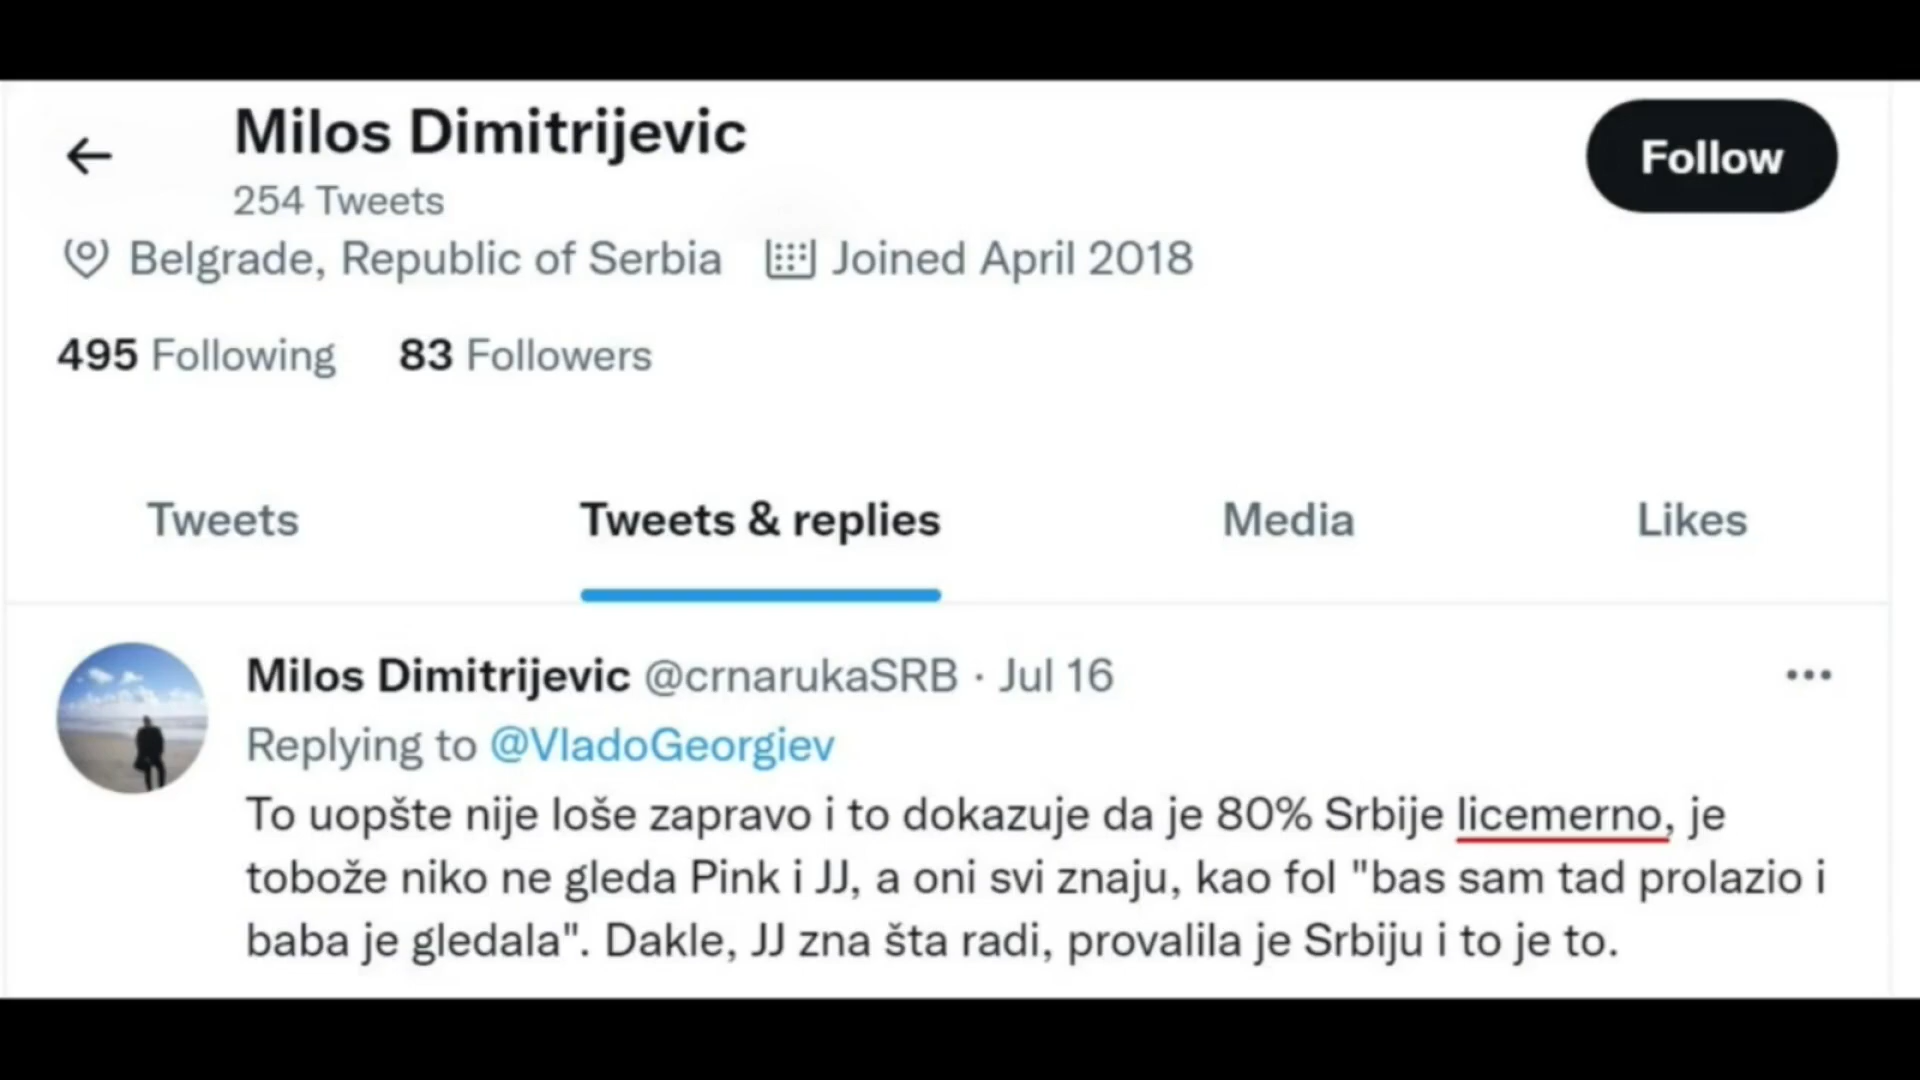 Milos Dimitrijevic
254 Tweets
Follow
Belgrade, Republic of Serbia Joined April 2018
495 Following 83 Followers
Tweets Tweets & replies Media Likes
Milos Dimitrijevic @crnarukaSRB · Jul 16
Replying to @VladoGeorgiev
To uopšte nije loše zapravo i to dokazuje da je 80% Srbije licemerno, je
tobože niko ne gleda Pink i JJ, a oni svi znaju, kao fol "bas sam tad prolazio i
baba je gledala". Dakle, JJ zna šta radi, provalila je Srbiju i to je to.